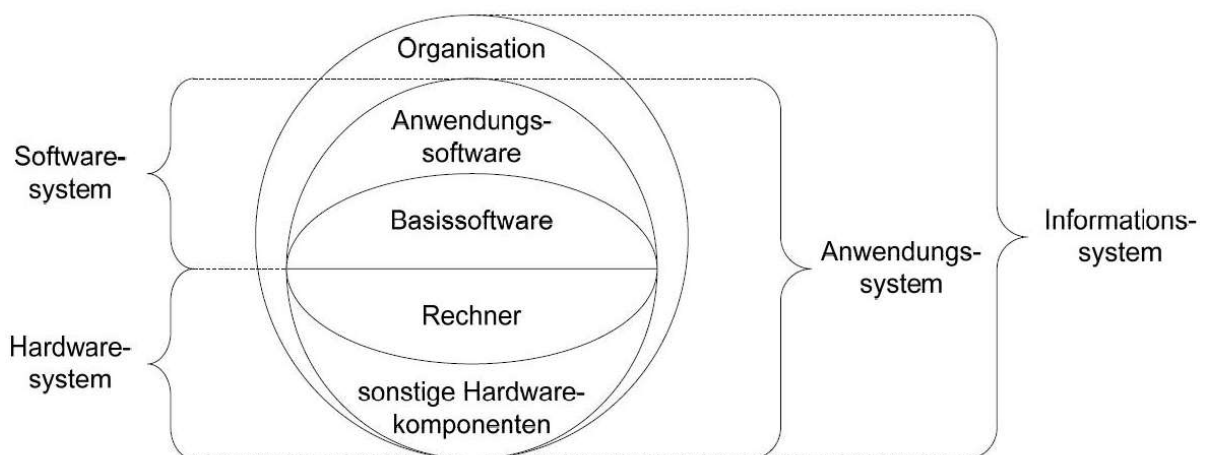 Organisation
Anwendungs-
software
Basissoftware
Rechner
sonstige Hardware-
komponenten
Software-
system
Hardware-
system
Anwendungs-
system
Informations-
system